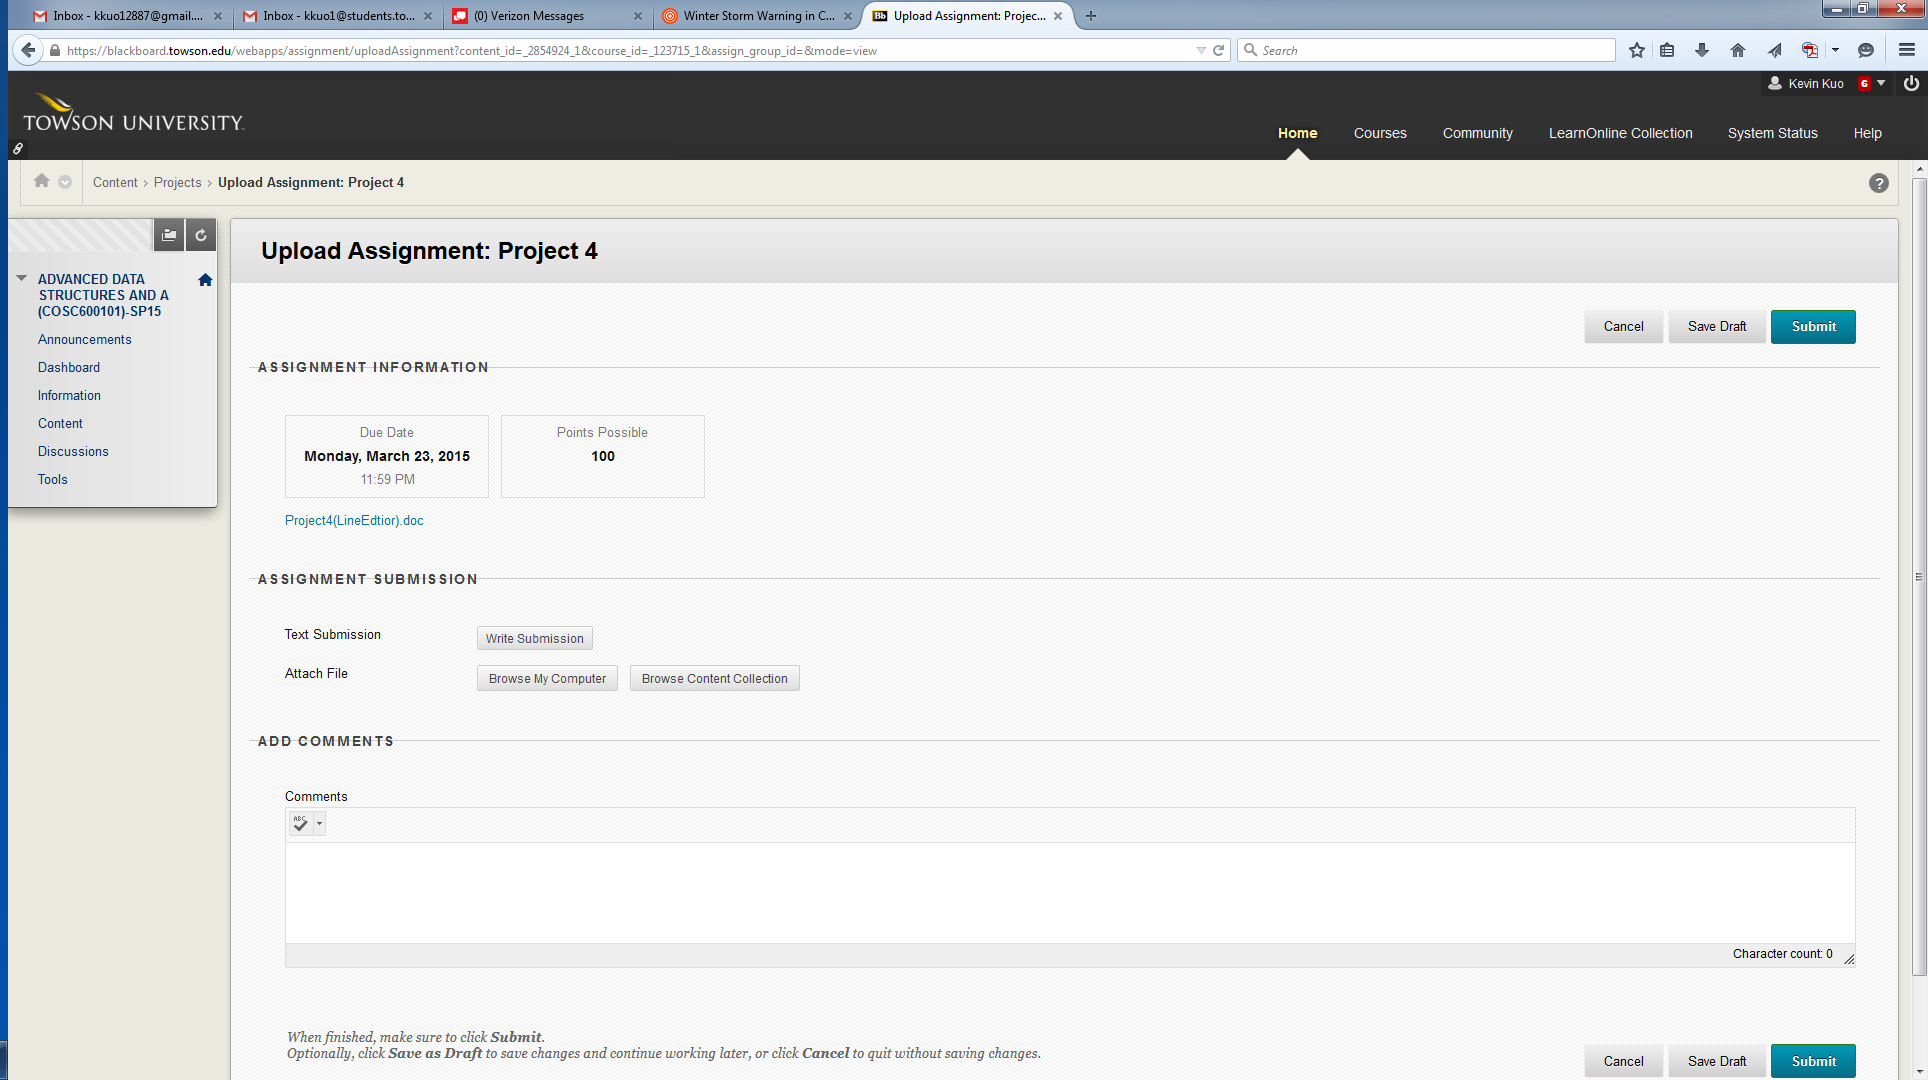 Inbox - kkuo12887@gmail....
Inbox - kkuo1@students.to...
(0) Verizon Messages
Winter Storm Warning in C...
Bb Upload Assignment: Projec...
https://blackboard.towson.edu/webapps/assignment/uploadAssignment?content_id=_2854924_1&course_id=_123715_1&assign_group_id=&mode=view
Search
Kevin Kuo 6
TOWSON UNIVERSITY
Home Courses Community LearnOnline Collection System Status Help
Content > Projects > Upload Assignment: Project 4
?
Upload Assignment: Project 4
ADVANCED DATA
STRUCTURES AND A
(COSC600101)-SP15
Announcements
Dashboard
Information
Content
Discussions
Tools
Cancel Save Draft Submit
ASSIGNMENT INFORMATION
Due Date
Monday, March 23, 2015
11:59 PM
Points Possible
100
Project4(LineEdtior).doc
ASSIGNMENT SUBMISSION
Text Submission Write Submission
Attach File Browse My Computer Browse Content Collection
ADD COMMENTS
Comments
ABC
Character count: 0
When finished, make sure to click Submit.
Optionally, click Save as Draft to save changes and continue working later, or click Cancel to quit without saving changes.
Cancel Save Draft Submit